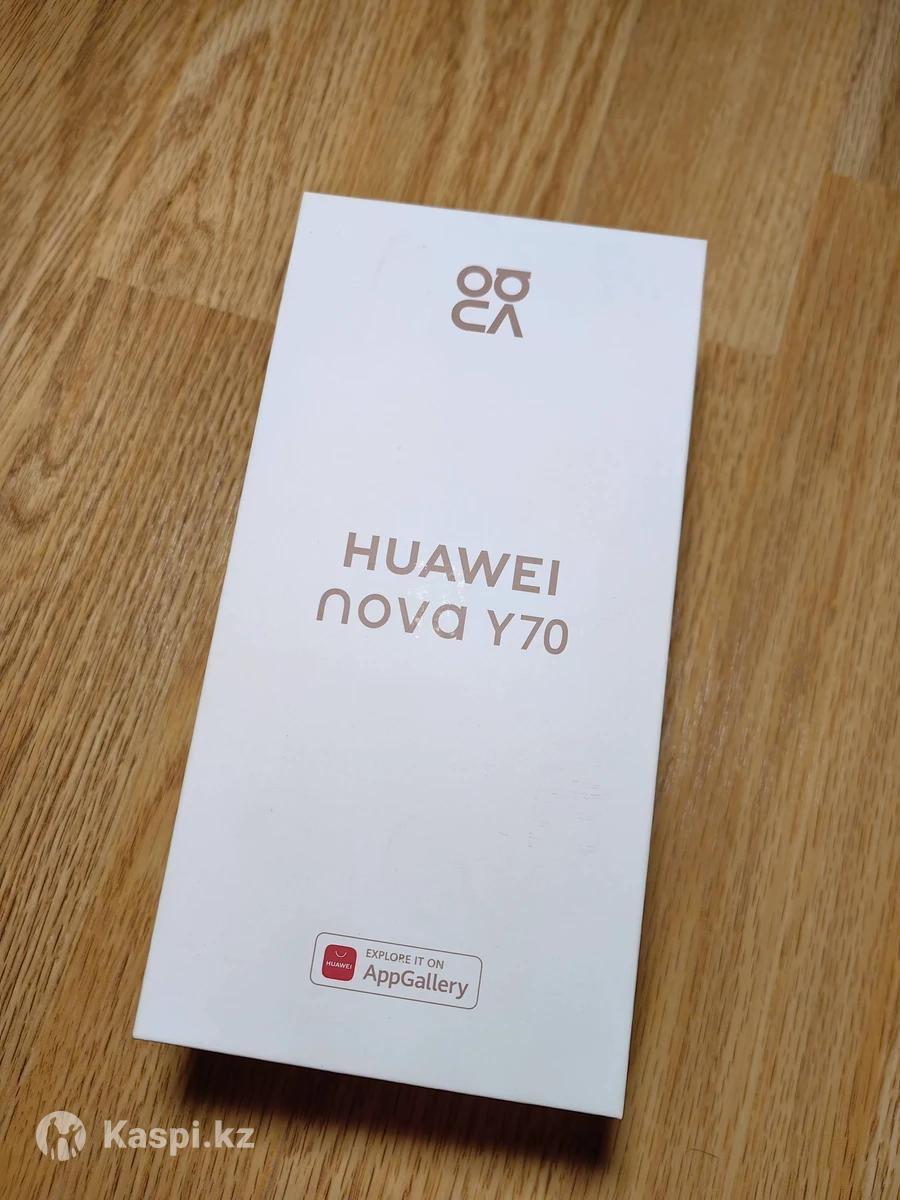 HUAWEI
nova Y70
HUAWEI
EXPLORE IT ON
AppGallery
Kaspi.kz